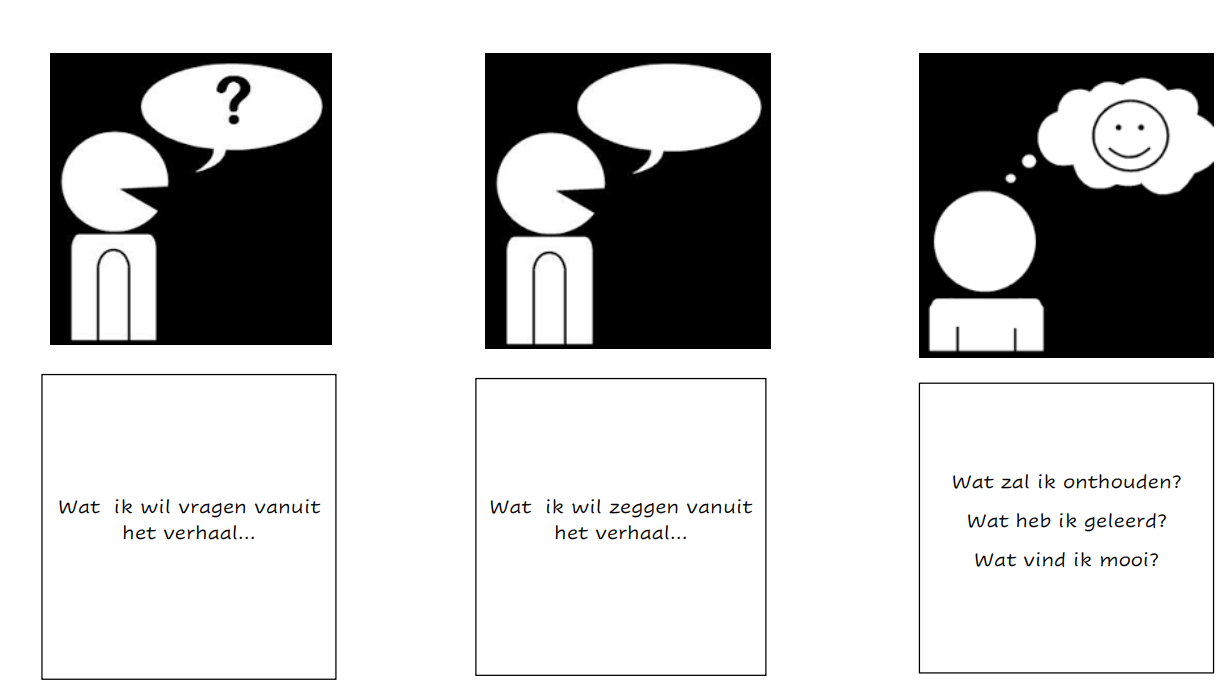 ?
Wat ik wil vragen vanuit
het verhaal...
Wat ik wil zeggen vanuit
het verhaal...
Wat zal ik onthouden?
Wat heb ik geleerd?
Wat vind ik mooi?